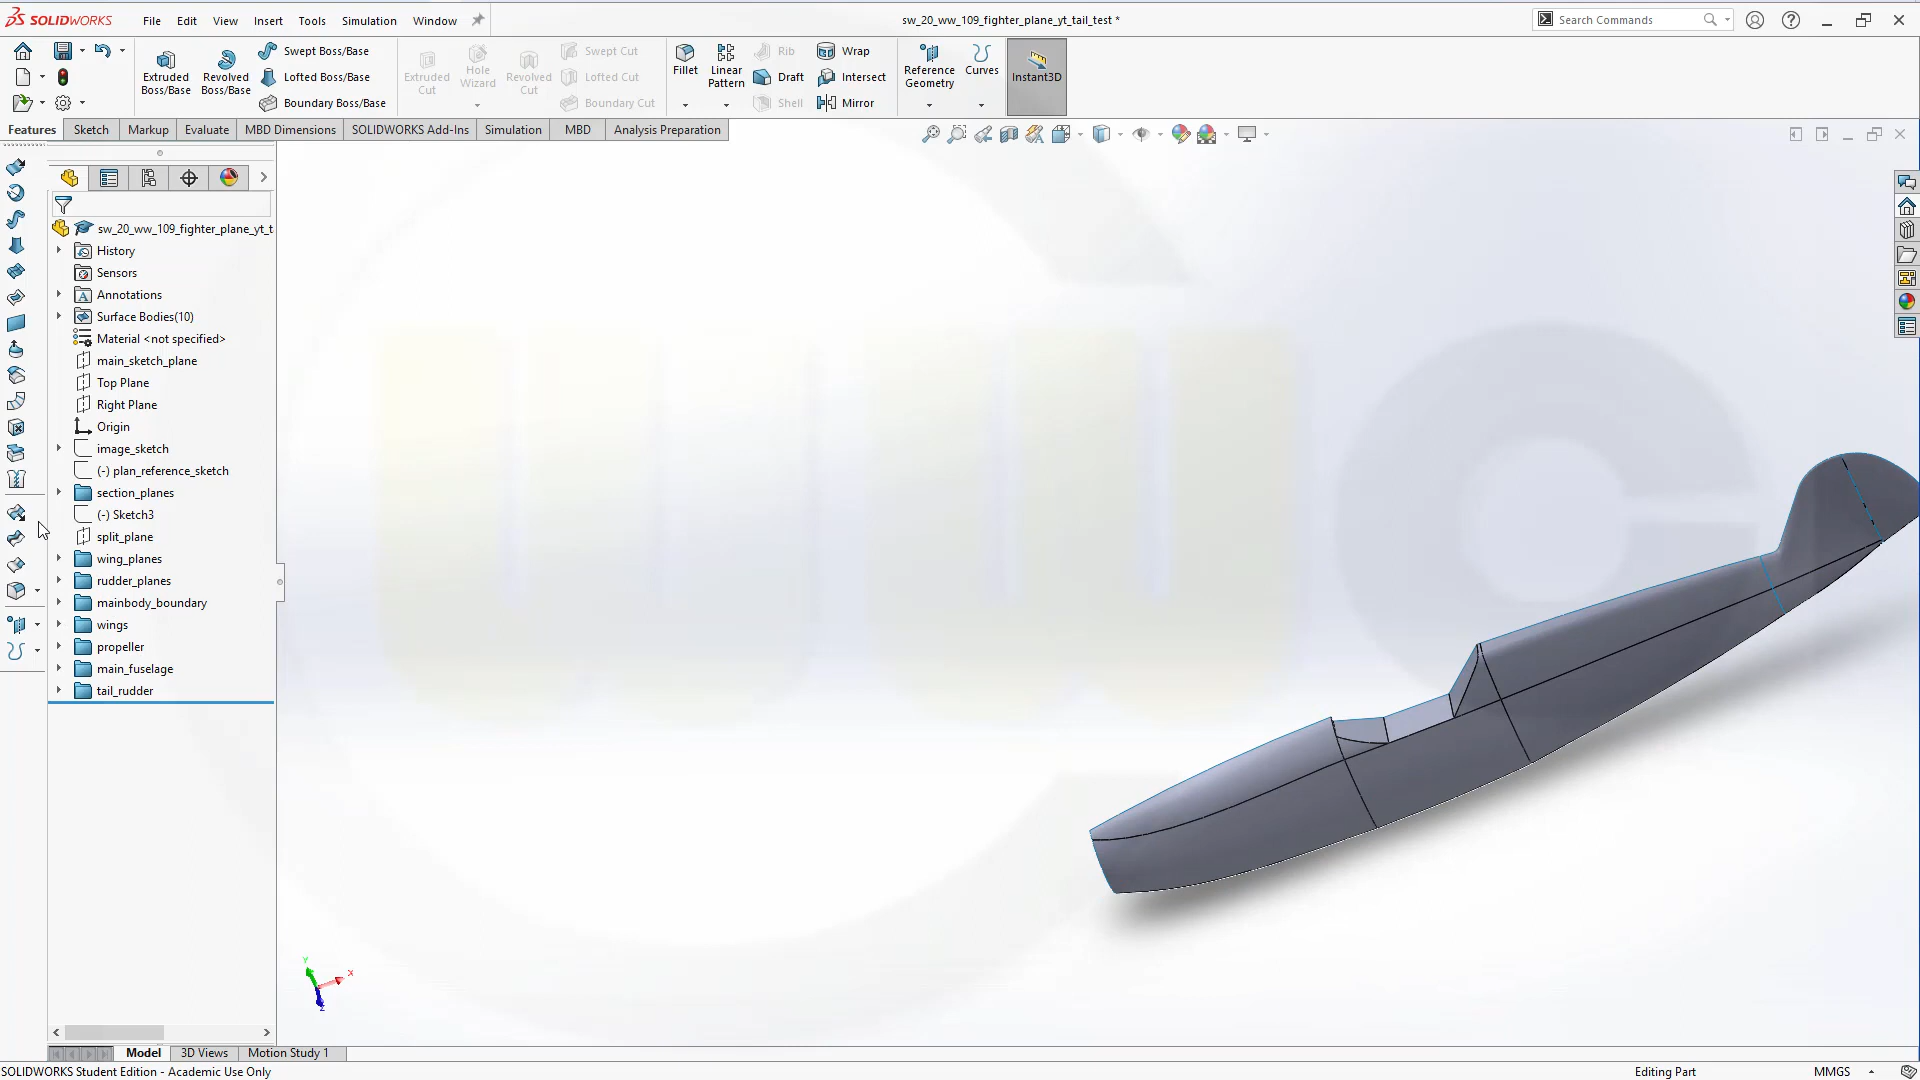 SOLIDWORKS
File
Edit
View
Insert
Tools
Simulation
Window
sw_20_ww_109_fighter_plane_yt_tail_test *
Search Commands
Extruded Boss/Base
Revolved Boss/Base
Swept Boss/Base
Lofted Boss/Base
Boundary Boss/Base
Extruded Cut
Hole Wizard
Revolved Cut
Swept Cut
Lofted Cut
Boundary Cut
Fillet
Linear Pattern
Rib
Draft
Shell
Wrap
Intersect
Mirror
Reference Geometry
Curves
Instant3D
Features
Sketch
Markup
Evaluate
MBD Dimensions
SOLIDWORKS Add-Ins
Simulation
MBD
Analysis Preparation
sw_20_ww_109_fighter_plane_yt_t
History
Sensors
Annotations
Surface Bodies(10)
Material <not specified>
main_sketch_plane
Top Plane
Right Plane
Origin
image_sketch
(-) plan_reference_sketch
section_planes
(-) Sketch3
split_plane
wing_planes
rudder_planes
mainbody_boundary
wings
propeller
main_fuselage
tail_rudder
Y
X
Z
Model
3D Views
Motion Study 1
SOLIDWORKS Student Edition - Academic Use Only
Editing Part
MMGS